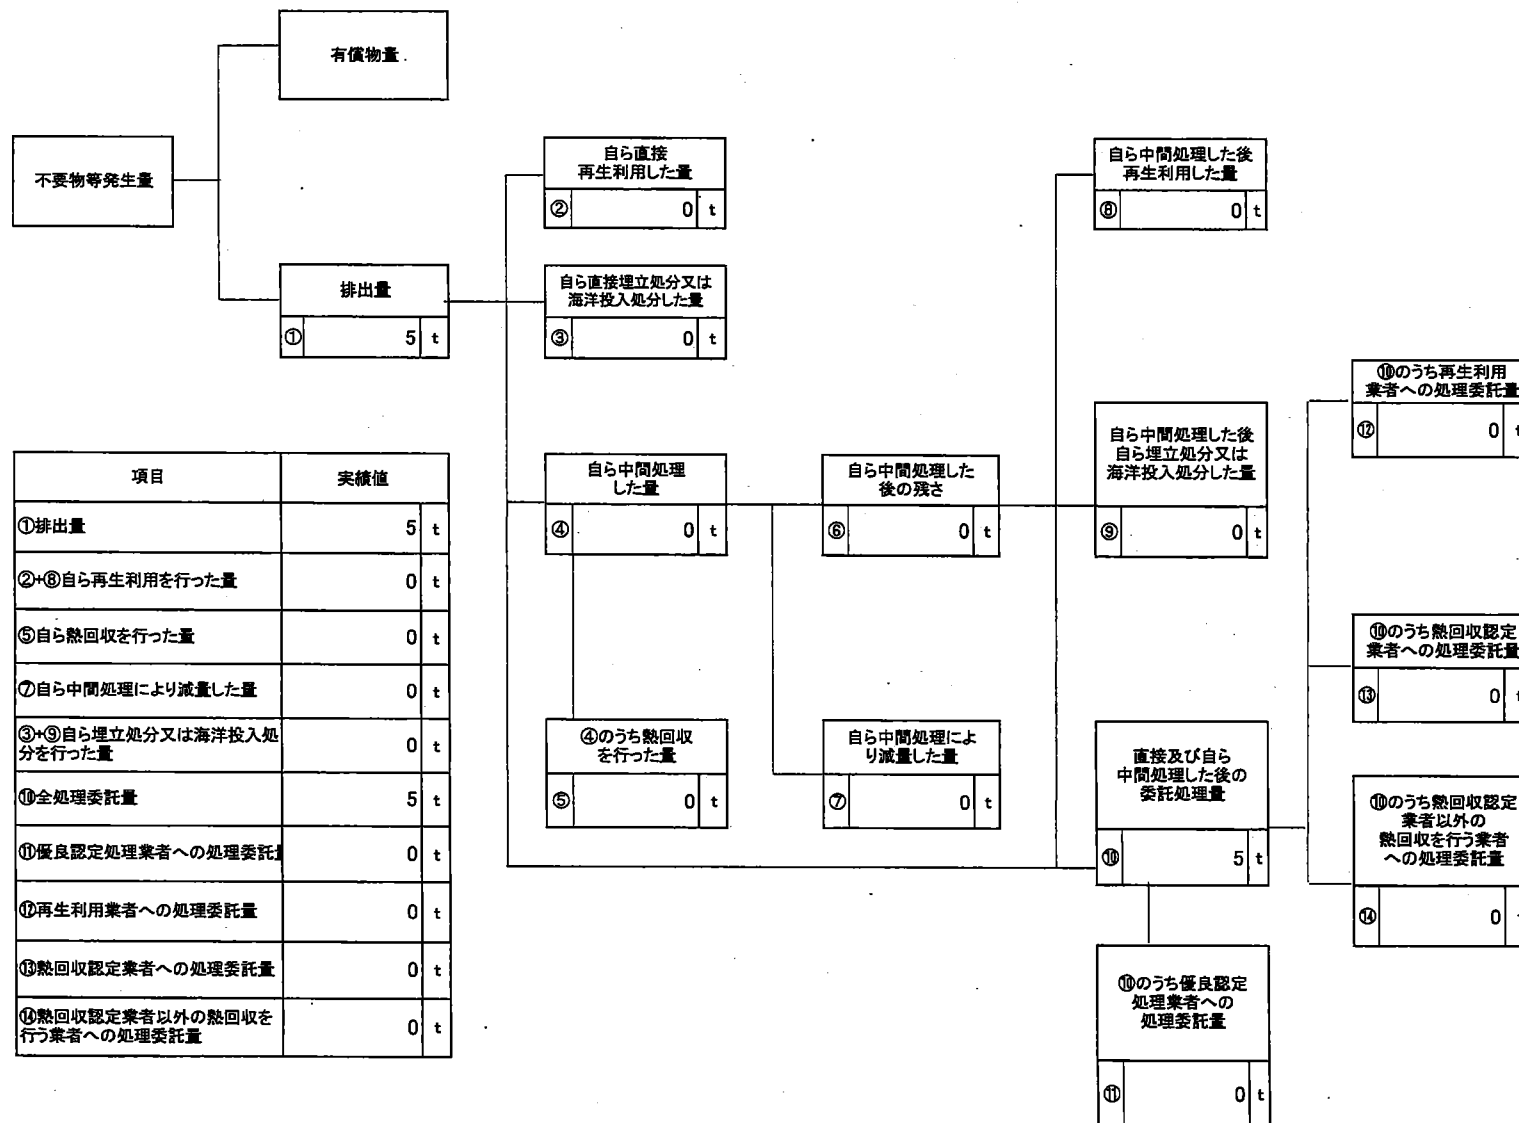 有償物量
不要物等発生量
排出量
① 5 t
自ら直接
再生利用した量
② 0 t
自ら直接埋立処分又は
海洋投入処分した量
③ 0 t
自ら中間処理
した量
④ 0 t
④のうち熱回収
を行った量
⑤ 0 t
自ら中間処理した
後の残さ
⑥ 0 t
自ら中間処理によ
り減量した量
⑦ 0 t
自ら中間処理した後
再生利用した量
⑧ 0 t
自ら中間処理した後
自ら埋立処分又は
海洋投入処分した量
⑨ 0 t
直接及び自ら
中間処理した後の
委託処理量
⑩ 5 t
⑩のうち優良認定
処理業者への
処理委託量
⑪ 0 t
⑩のうち再生利用
業者への処理委託量
⑫ 0 t
⑩のうち熱回収認定
業者への処理委託量
⑬ 0 t
⑩のうち熱回収認定
業者以外の
熱回収を行う業者
への処理委託量
⑭ 0
項目 実績値
①排出量 5 t
②+⑧自ら再生利用を行った量 0 t
⑤自ら熱回収を行った量 0 t
⑦自ら中間処理により減量した量 0 t
③+⑨自ら埋立処分又は海洋投入処
分を行った量 0 t
⑩全処理委託量 5 t
⑪優良認定処理業者への処理委託 0 t
⑫再生利用業者への処理委託量 0 t
⑬熱回収認定業者への処理委託量 0 t
⑭熱回収認定業者以外の熱回収を
行う業者への処理委託量 0 t